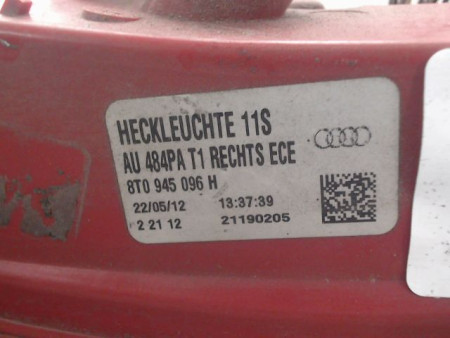 HECKLEUCHTE 11S
AU 484PA T1 RECHTS ECE
8T0 945 096 H
22/05/12 13:37:39
2 21 12 21190205